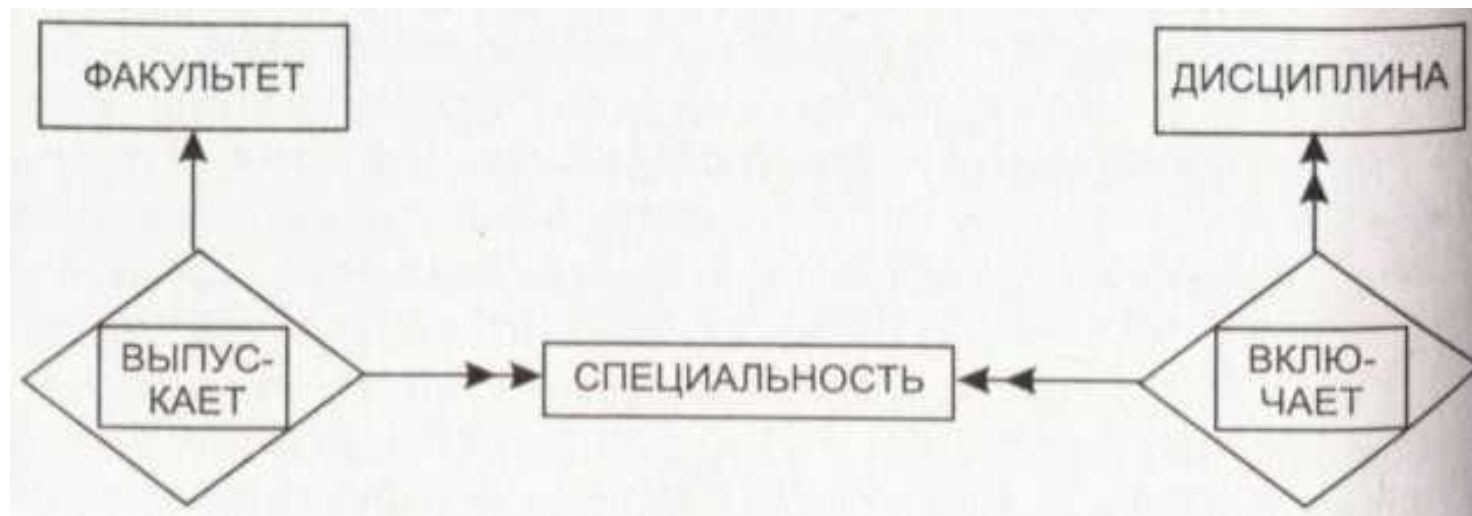 ФАКУЛЬТЕТ
ДИСЦИПЛИНА
ВЫПУС-
КАЕТ
СПЕЦИАЛЬНОСТЬ
ВКЛЮ-
ЧАЕТ